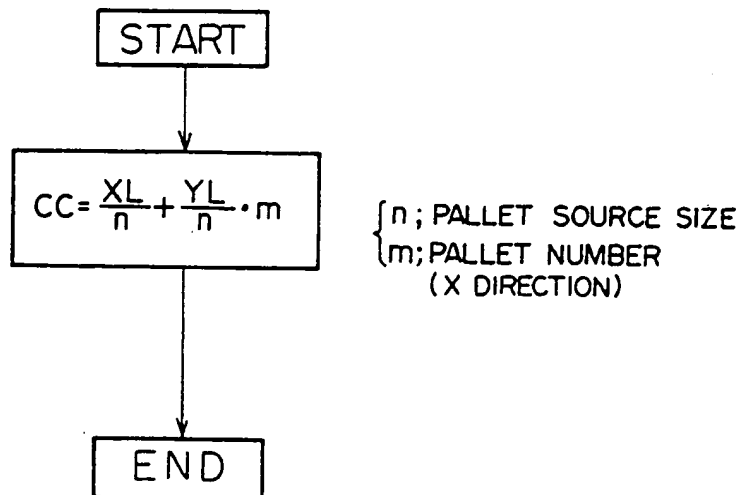 START
CC= XL/n + YL/n · m
n; PALLET SOURCE SIZE
m; PALLET NUMBER
(X DIRECTION)
END